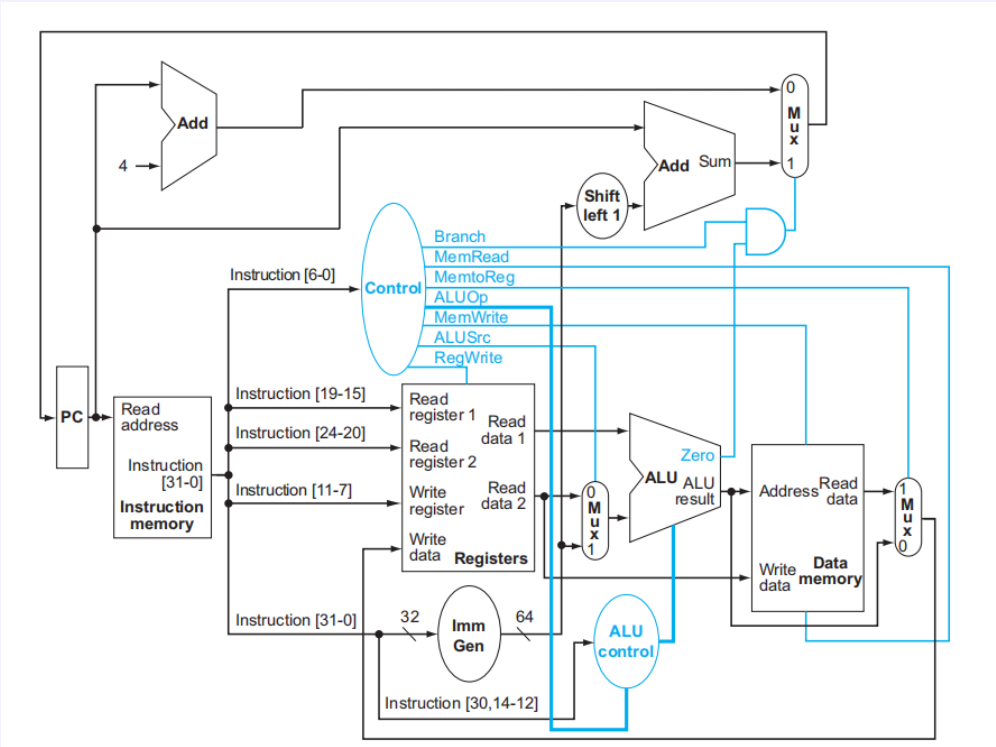 Add
4
0
M
u
x
1
Add Sum
Shift
left 1
Branch
MemRead
MemtoReg
ALUOp
MemWrite
ALUSrc
RegWrite
Control
Instruction [6-0]
Instruction [19-15]
Instruction [24-20]
Instruction [11-7]
Instruction [31-0]
PC
Read
address
Instruction
[31-0]
Instruction
memory
Read
register 1
Read
register 2
Write
register
Write
data
Read
data 1
Read
data 2
Registers
0
M
u
x
1
Zero
ALU
ALU
result
Address
Read
data
Write
data
Data
memory
1
M
u
x
0
32
Imm
Gen
64
ALU
control
Instruction [30,14-12]